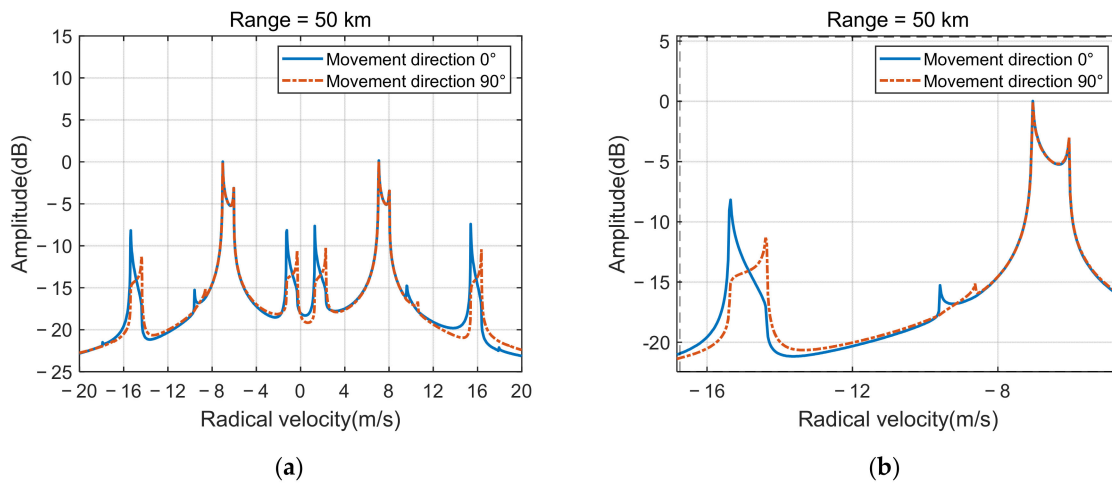 Range = 50 km
Movement direction 0°
Movement direction 90°
Amplitude(dB)
15
10
5
0
− 5
− 10
− 15
− 20
− 25
− 20 − 16 − 12 − 8 − 4 0 4 8 12 16 20
Radical velocity(m/s)
(a)
Range = 50 km
Movement direction 0°
Movement direction 90°
Amplitude(dB)
5
0
−5
−10
−15
-20
− 16 − 12 − 8
Radical velocity(m/s)
(b)